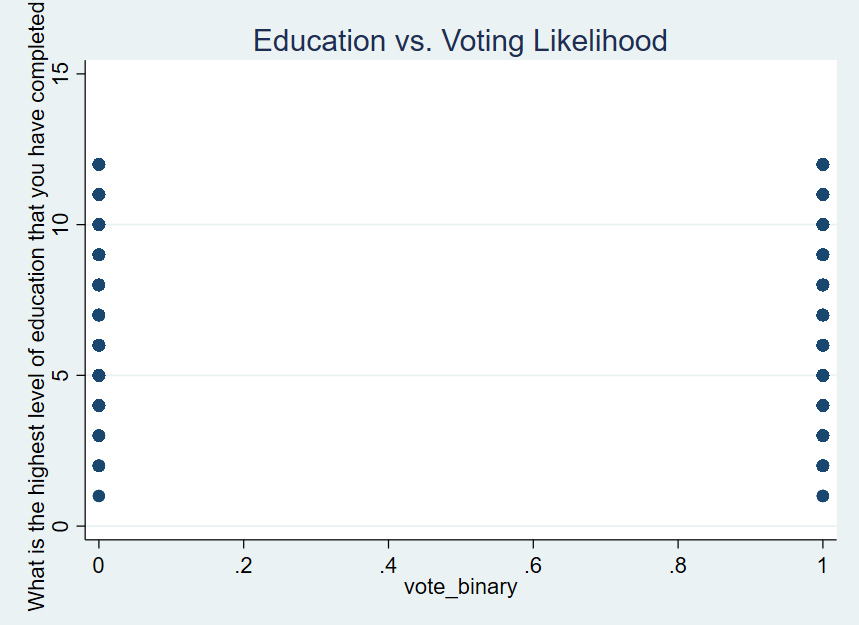 Education vs. Voting Likelihood
What is the highest level of education that you have completed
15
10
5
0
0 .2 .4 .6 .8 1
vote_binary